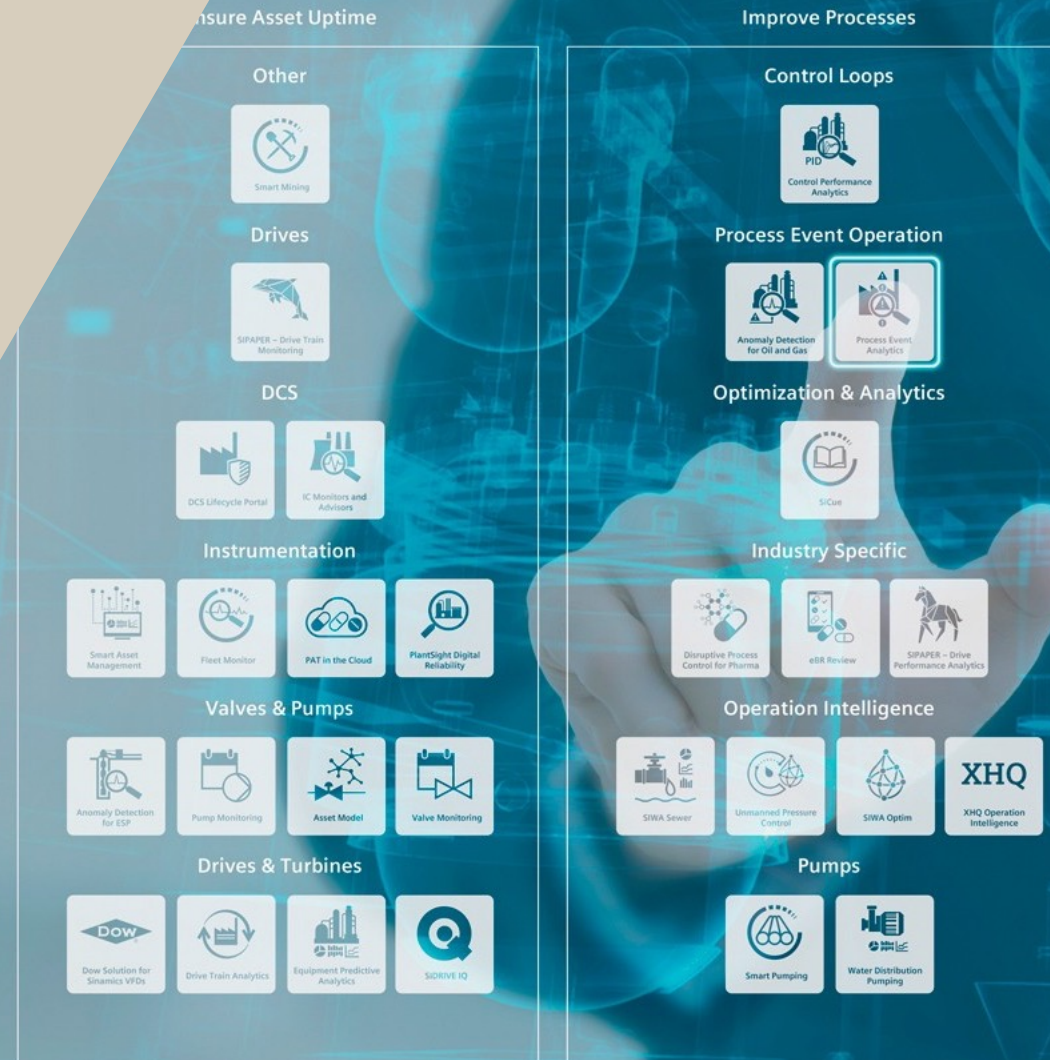 nsure Asset Uptime
Other
Smart Mining
Drives
SIPAPER – Drive Train
Monitoring
DCS
DCS Lifecycle Portal
IC Monitors and
Advisors
Instrumentation
Smart Asset
Management
Fleet Monitor
PAT in the Cloud
PlantSight Digital
Reliability
Valves & Pumps
Anomaly Detection
for ESP
Pump Monitoring
Asset Model
Valve Monitoring
Drives & Turbines
Dow
Dow Solution for
Sinamics VFDs
Drive Train Analytics
Equipment Predictive
Analytics
SiDRIVE IQ
Improve Processes
Control Loops
PID
Control Performance
Analytics
Process Event Operation
Anomaly Detection
for Oil and Gas
Process Event
Analytics
Optimization & Analytics
SiCue
Industry Specific
Disruptive Process
Control for Pharma
eBR Review
SIPAPER – Drive
Performance Analytics
Operation Intelligence
SIWA Sewer
Unmanned Pressure
Control
SIWA Optim
XHQ
XHQ Operation
Intelligence
Pumps
Smart Pumping
Water Distribution
Pumping